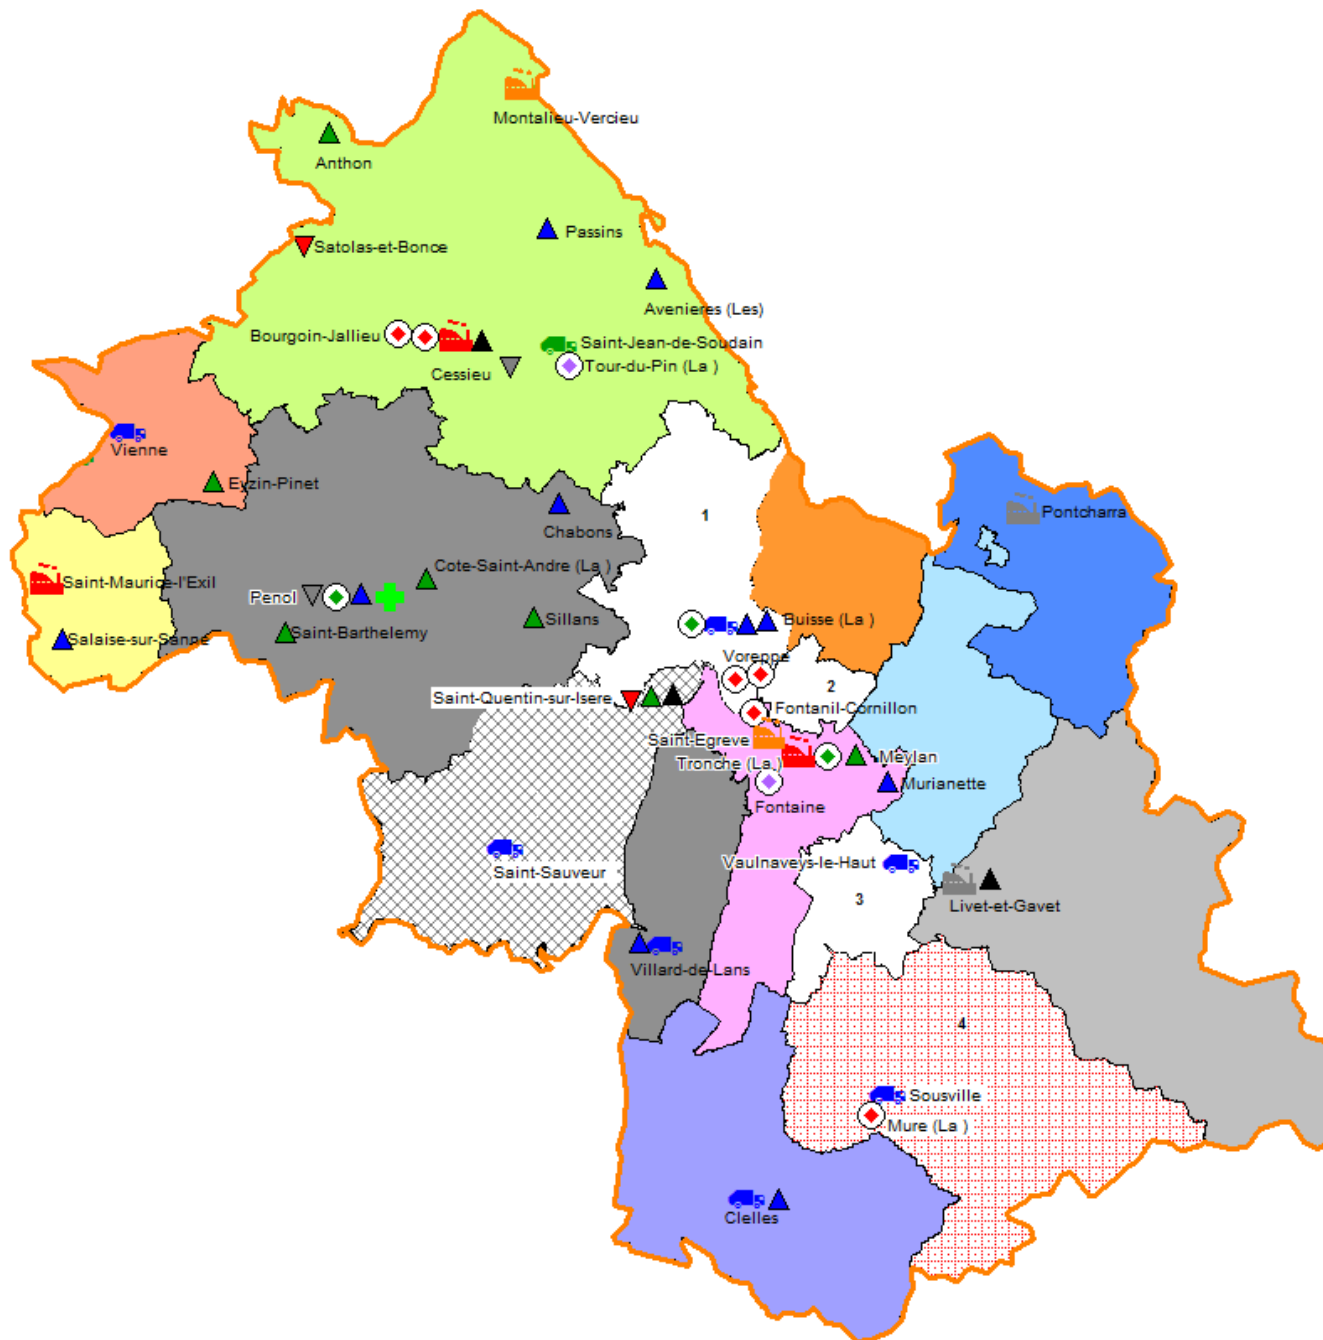 Montalieu-Vercieu
Anthon
Passins
Satolas-et-Bonce
Avenieres (Les)
Bourgoin-Jallieu
Saint-Jean-de-Soudain
Cessieu
Tour-du-Pin (La )
Vienne
Eyzin-Pinet
Chabons
1
Pontcharra
Cote-Saint-Andre (La )
Saint-Maurice-l'Exil
Penol
Salaise-sur-Sanne
Saint-Barthelemy
Sillans
Buisse (La )
Voreppe
2
Saint-Quentin-sur-Isere
Fontanil-Cornillon
Saint-Egreve
Tronche (La )
Meylan
Murianette
Fontaine
Vaulnaveys-le-Haut
Saint-Sauveur
3
Livet-et-Gavet
Villard-de-Lans
4
Sousville
Mure (La )
Clelles